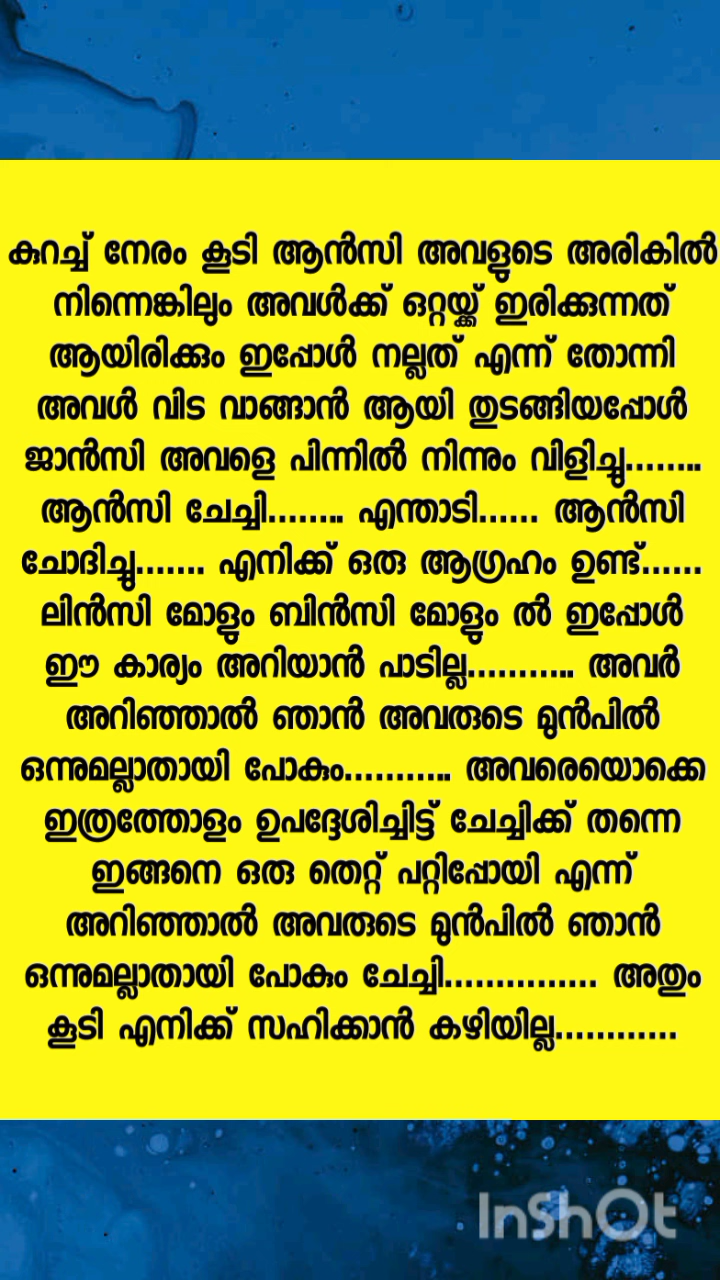 കുറച്ച് നേരം കൂടി ആൻസി അവളുടെ അരികിൽ
നിന്നെങ്കിലും അവൾക്ക് ഒറ്റയ്ക്ക് ഇരിക്കുന്നത്
ആയിരിക്കും ഇപ്പോൾ നല്ലത് എന്ന് തോന്നി
അവൾ വിട വാങ്ങാൻ ആയി തുടങ്ങിയപ്പോൾ
ജാൻസി അവളെ പിന്നിൽ നിന്നും വിളിച്ചു........
ആൻസി ചേച്ചി........ എന്താടി...... ആൻസി
ചോദിച്ചു....... എനിക്ക് ഒരു ആഗ്രഹം ഉണ്ട്......
ലിൻസി മോളും ബിൻസി മോളും ൽ ഇപ്പോൾ
ഈ കാര്യം അറിയാൻ പാടില്ല........... അവർ
അറിഞ്ഞാൽ ഞാൻ അവരുടെ മുൻപിൽ
ഒന്നുമല്ലാതായി പോകും........... അവരെയൊക്കെ
ഇത്രത്തോളം ഉപദ്ദേശിച്ചിട്ട് ചേച്ചിക്ക് തന്നെ
ഇങ്ങനെ ഒരു തെറ്റ് പറ്റിപ്പോയി എന്ന്
അറിഞ്ഞാൽ അവരുടെ മുൻപിൽ ഞാൻ
ഒന്നുമല്ലാതായി പോകും ചേച്ചി............... അതും
കൂടി എനിക്ക് സഹിക്കാൻ കഴിയില്ല............
InShOt